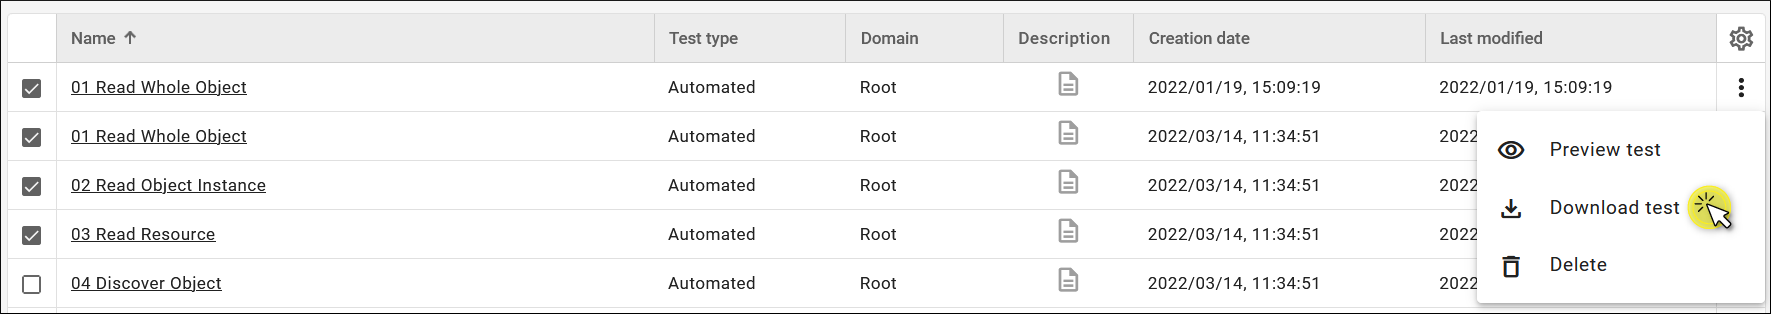 Name Test type Domain Description Creation date Last modified
01 Read Whole Object Automated Root 2022/01/19, 15:09:19 2022/01/19, 15:09:19
01 Read Whole Object Automated Root 2022/03/14, 11:34:51 2022
Preview test
02 Read Object Instance Automated Root 2022/03/14, 11:34:51 2022
Download test
03 Read Resource Automated Root 2022/03/14, 11:34:51 2022
Delete
04 Discover Object Automated Root 2022/03/14, 11:34:51 2022